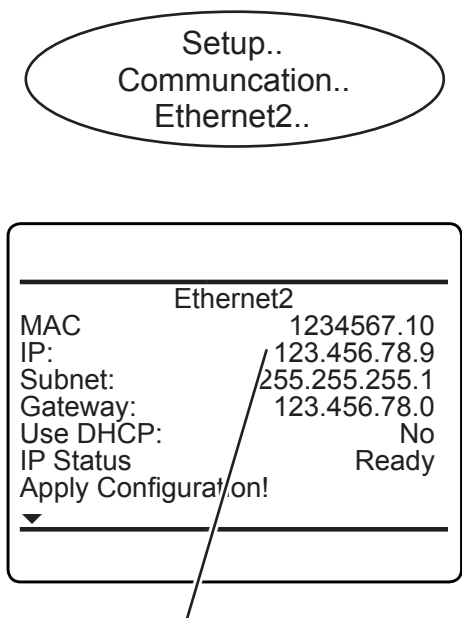 Setup..
Communcation..
Ethernet2..
Ethernet2
MAC 1234567.10
IP: 123.456.78.9
Subnet: 255.255.255.1
Gateway: 123.456.78.0
Use DHCP: No
IP Status Ready
Apply Configuration!